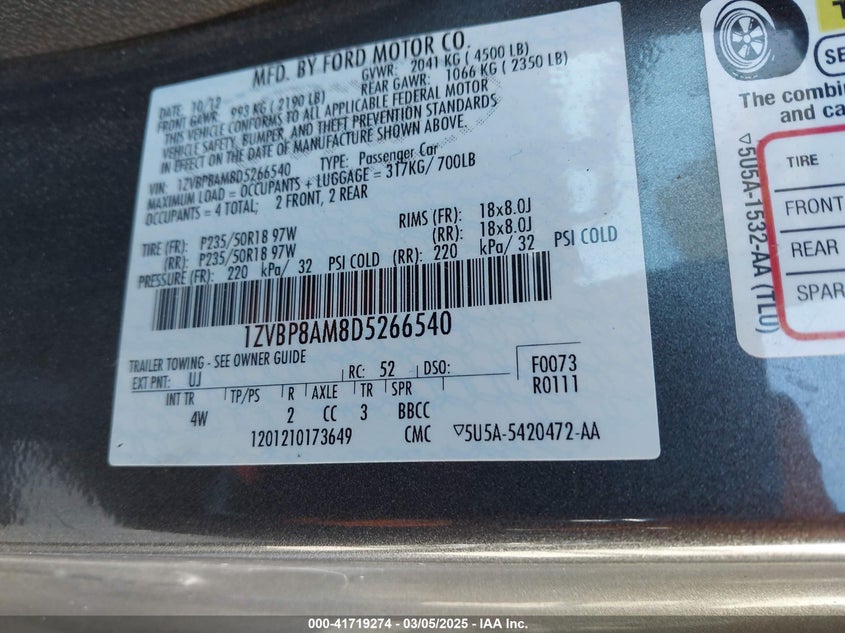 MFD. BY FORD MOTOR CO.
DATE: 10/12 GVWR: 2041 KG ( 4500 LB)
FRONT GAWR: 993 KG ( 2190 LB) REAR GAWR: 1066 KG ( 2350 LB)
THIS VEHICLE CONFORMS TO ALL APPLICABLE FEDERAL MOTOR
VEHICLE SAFETY, BUMPER, AND THEFT PREVENTION STANDARDS
IN EFFECT ON THE DATE OF MANUFACTURE SHOWN ABOVE.
VIN: 1ZVBP8AM8D5266540 TYPE: Passenger Car
MAXIMUM LOAD = OCCUPANTS + LUGGAGE = 317KG/ 700LB
OCCUPANTS = 4 TOTAL; 2 FRONT, 2 REAR
TIRE (FR): P235/50R18 97W RIMS (FR): 18x8.0J
(RR): P235/50R18 97W (RR): 18x8.0J
PRESSURE (FR): 220 kPa/ 32 PSI COLD (RR): 220 kPa/ 32 PSI COLD
1ZVBP8AM8D5266540
TRAILER TOWING - SEE OWNER GUIDE
EXT PNT: UJ RC: 52 DSO: F0073
R0111
INT TR TP/PS R AXLE TR SPR
4W 2 CC 3 BBCC
1201210173649 CMC ▽5U5A-5420472-AA
The combin
and ca
TIRE
FRONT
REAR
SPAR
▽5U5A-1532-AA (TLU)
000-41719274 — 03/05/2025 — IAA Inc.